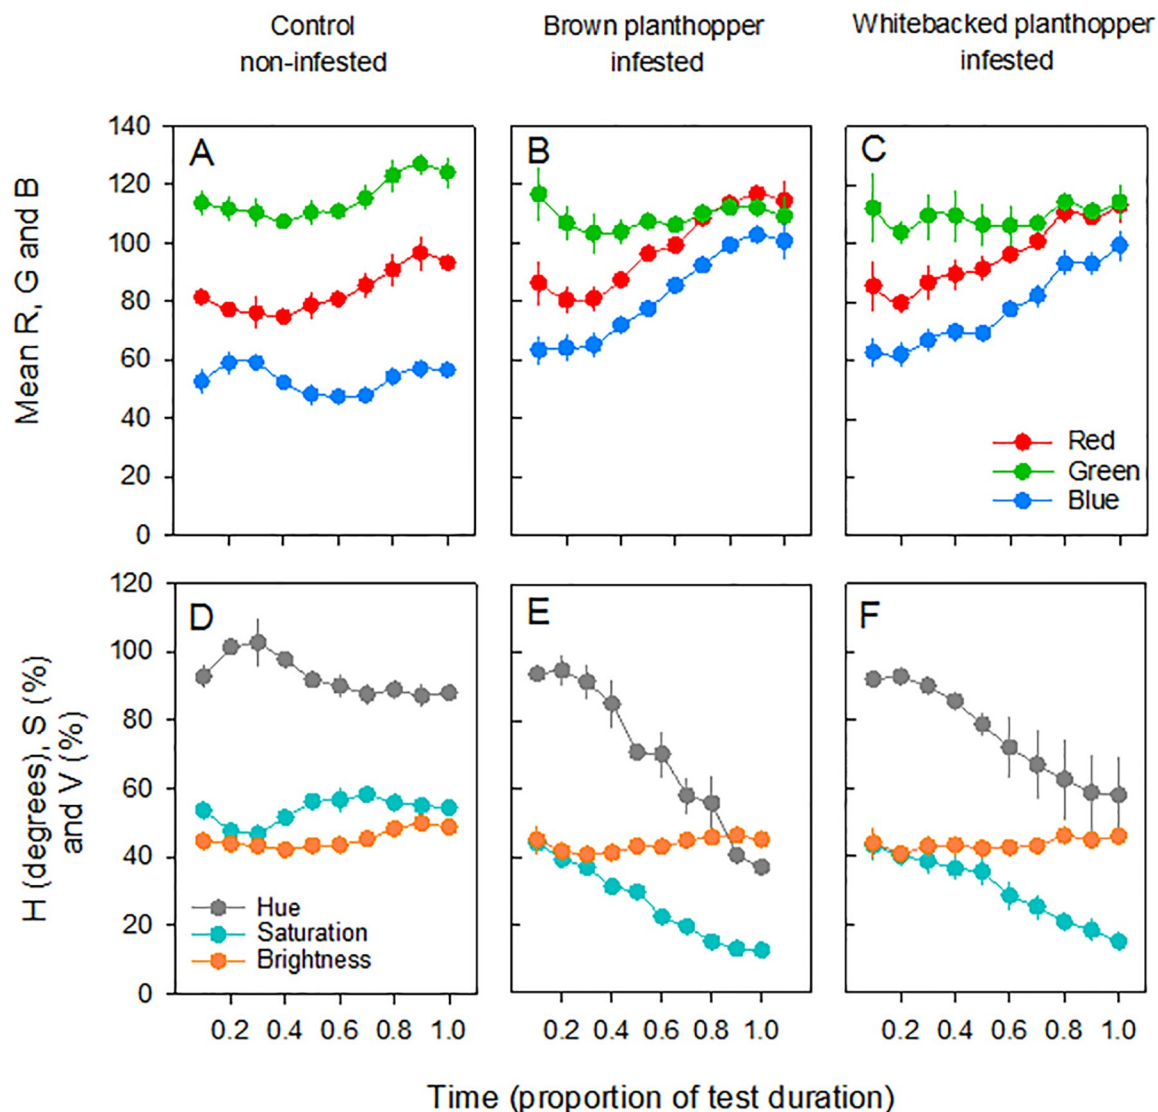 Control
non-infested
Brown planthopper
infested
Whitebacked planthopper
infested
Mean R, G and B
140
120
100
80
60
40
20
0
A
B
C
Red
Green
Blue
H (degrees), S (%)
and V (%)
120
100
80
60
40
20
0
D
Hue
Saturation
Brightness
E
F
0.2 0.4 0.6 0.8 1.0
0.2 0.4 0.6 0.8 1.0
0.2 0.4 0.6 0.8 1.0
Time (proportion of test duration)